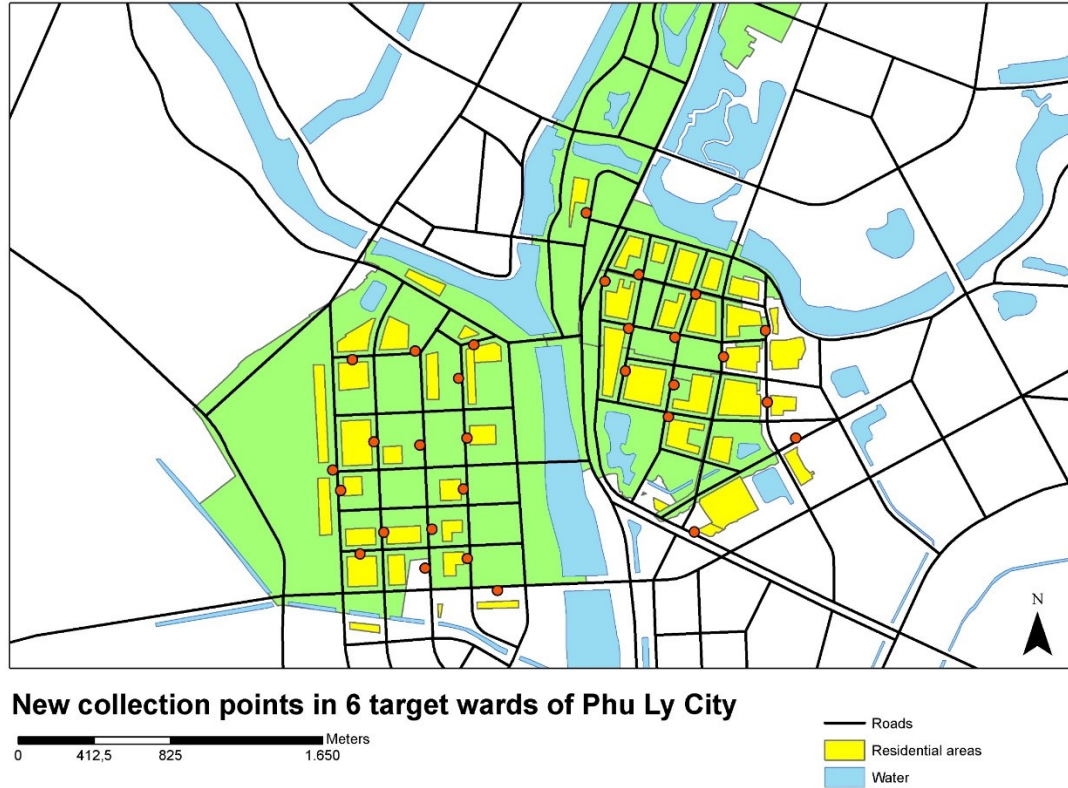 N
New collection points in 6 target wards of Phu Ly City
Meters
0 412,5 825 1.650
Roads
Residential areas
Water